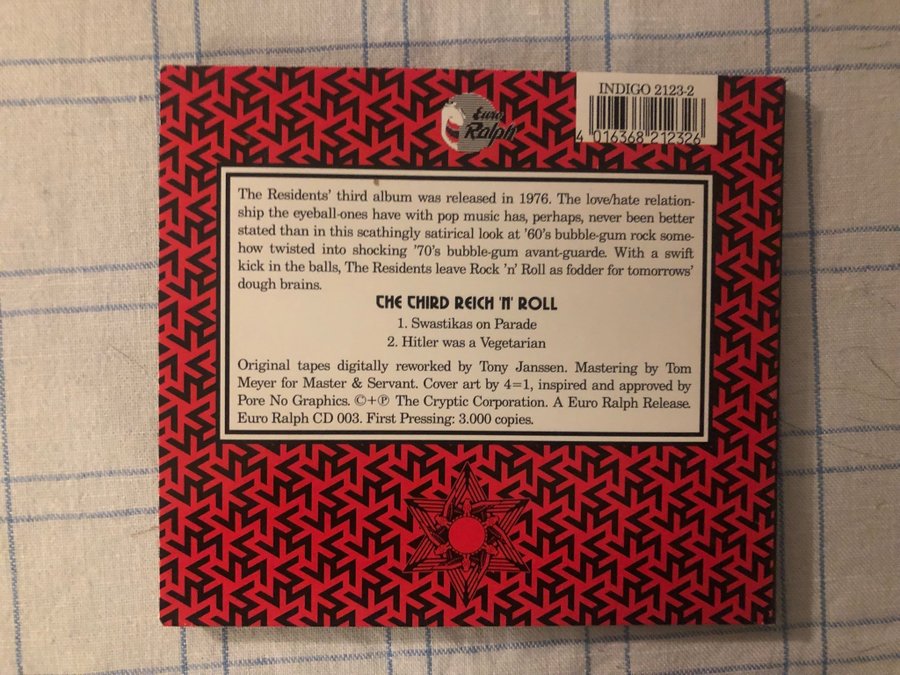 INDIGO 2123-2
Euro
Ralph
4 016368 212326
The Residents' third album was released in 1976. The love/hate relation-
ship the eyeball-ones have with pop music has, perhaps, never been better
stated than in this scathingly satirical look at '60's bubble-gum rock some-
how twisted into shocking '70's bubble-gum avant-guarde. With a swift
kick in the balls, The Residents leave Rock 'n' Roll as fodder for tomorrows'
dough brains.
THE THIRD REICH 'N' ROLL
1. Swastikas on Parade
2. Hitler was a Vegetarian
Original tapes digitally reworked by Tony Janssen. Mastering by Tom
Meyer for Master & Servant. Cover art by 4=1, inspired and approved by
Pore No Graphics. ©+℗ The Cryptic Corporation. A Euro Ralph Release.
Euro Ralph CD 003. First Pressing: 3.000 copies.